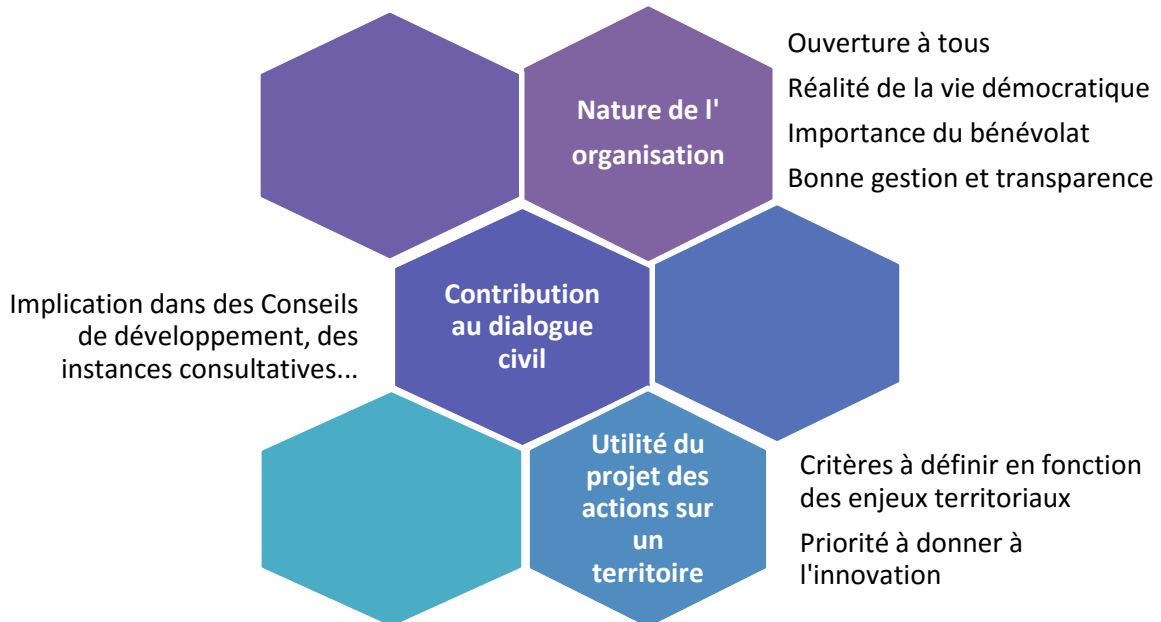 Nature de l'
organisation
Ouverture à tous
Réalité de la vie démocratique
Importance du bénévolat
Bonne gestion et transparence
Implication dans des Conseils
de développement, des
instances consultatives...
Contribution
au dialogue
civil
Utilité du
projet des
actions sur
un
territoire
Critères à définir en fonction
des enjeux territoriaux
Priorité à donner à
l'innovation